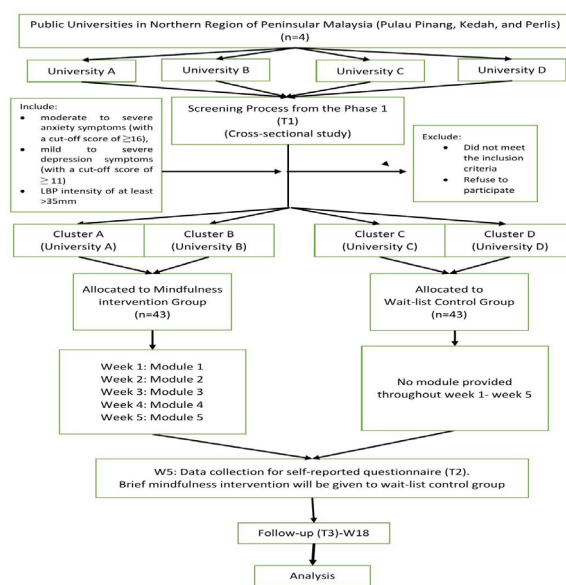 Public Universities in Northern Region of Peninsular Malaysia (Pulau Pinang, Kedah, and Perlis)
(n=4)
University A
University B
University C
University D
Include:
• moderate to severe
anxiety symptoms (with
a cut-off score of ≥16),
• mild to severe
depression symptoms
(with a cut-off score of
≥ 11)
• LBP intensity of at least
>35mm
Screening Process from the Phase 1
(T1)
(Cross-sectional study)
Exclude:
• Did not meet
the inclusion
criteria
• Refuse to
participate
Cluster A
(University A)
Cluster B
(University B)
Cluster C
(University C)
Cluster D
(University D)
Allocated to Mindfulness
intervention Group
(n=43)
Allocated to
Wait-list Control Group
(n=43)
Week 1: Module 1
Week 2: Module 2
Week 3: Module 3
Week 4: Module 4
Week 5: Module 5
No module provided
throughout week 1- week 5
W5: Data collection for self-reported questionnaire (T2).
Brief mindfulness intervention will be given to wait-list control group
Follow-up (T3)-W18
Analysis